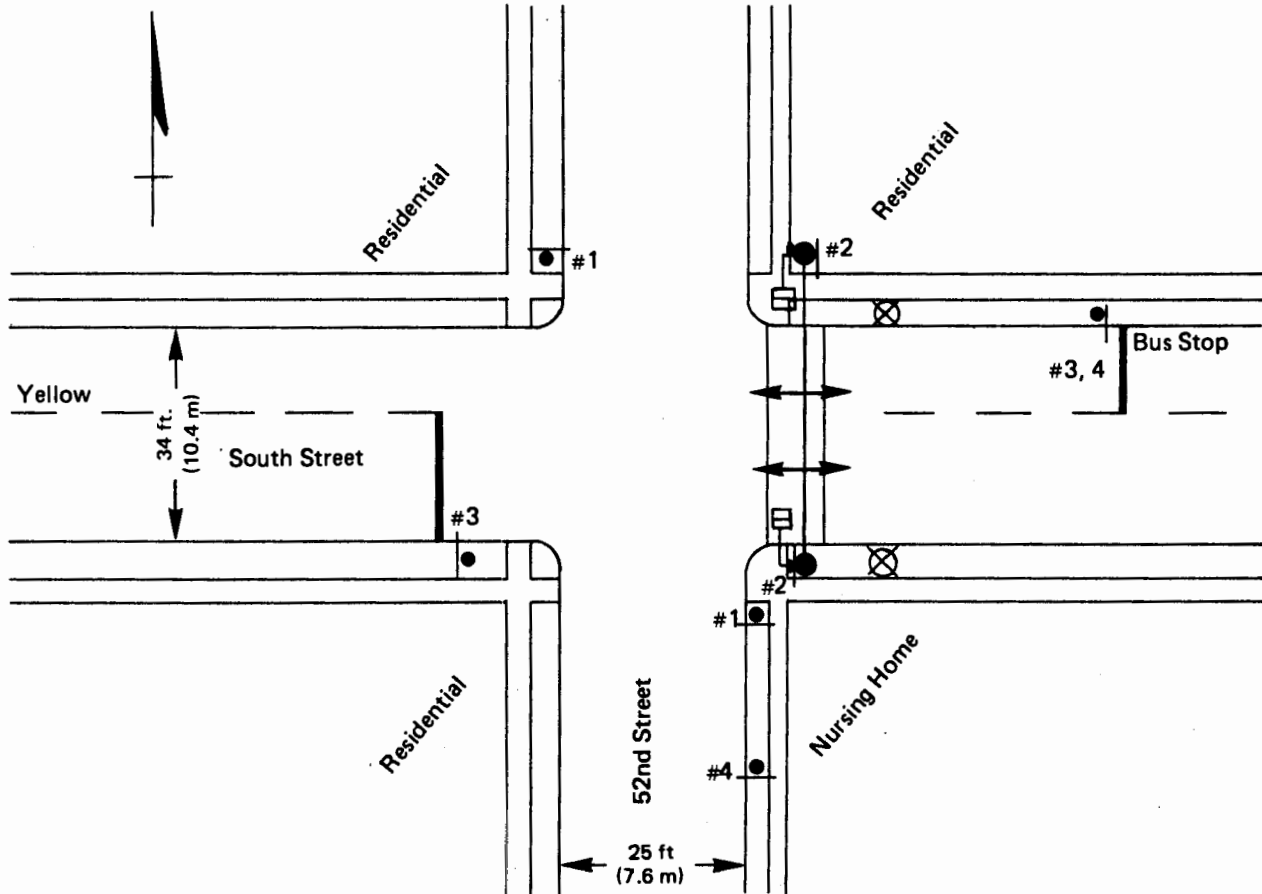 Residential
Residential
#1
#2
Bus Stop
#3, 4
Yellow
34 ft.
(10.4 m)
South Street
#3
#2
#1
Residential
52nd Street
Nursing Home
#4
25 ft
(7.6 m)